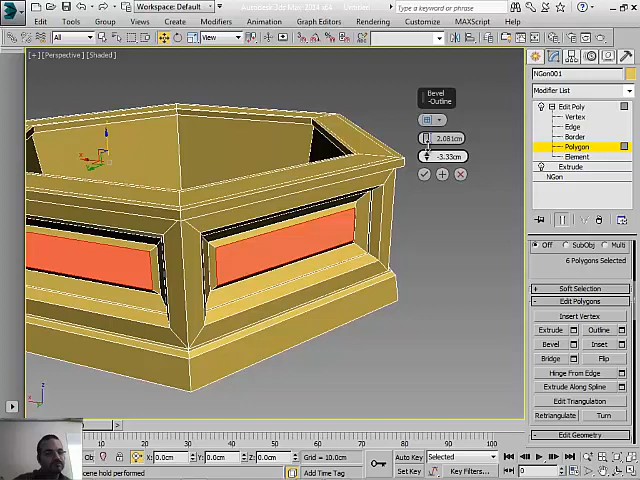 Workspace: Default
Autodesk 3ds Max 2014 x64 Untitled
Type a keyword or phrase
Edit Tools Group Views Create Modifiers Animation Graph Editors Rendering Customize MAXScript Help
All
View
[+] [Perspective] [Shaded]
NGon001
Modifier List
Edit Poly
Vertex
Edge
Border
Polygon
Element
Extrude
NGon
Bevel
-Outline
2.081cm
-3.33cm
Off SubObj Multi
6 Polygons Selected
+ Soft Selection
- Edit Polygons
Insert Vertex
Extrude Outline
Bevel Inset
Bridge Flip
Hinge From Edge
Extrude Along Spline
Edit Triangulation
Retriangulate Turn
- Edit Geometry
30 40 50 60 70 80 90 100
X: 0.0cm Y: 0.0cm Z: 0.0cm Grid = 10.0cm
Auto Key Selected
cene hold performed
Add Time Tag
Set Key Key Filters...
0